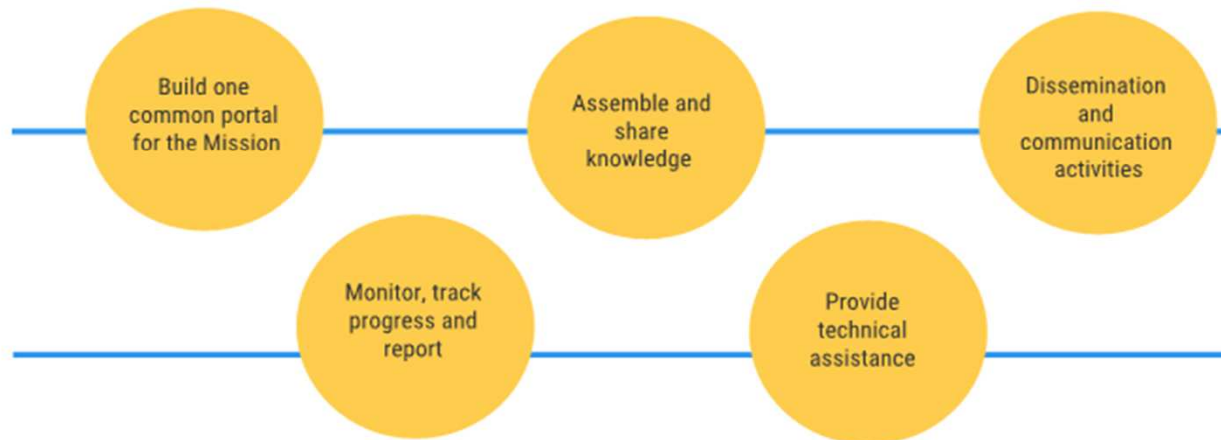 Build one
common portal
for the Mission
Assemble and
share
knowledge
Dissemination
and
communication
activities
Monitor, track
progress and
report
Provide
technical
assistance